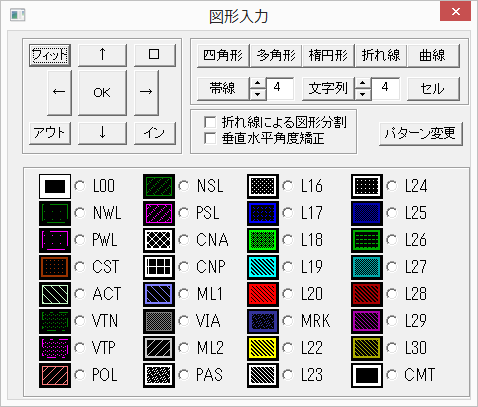 図形入力
フィット ↑ ロ
← OK →
アウト ↓ イン
四角形 多角形 楕円形 折れ線 曲線
帯線 4 文字列 4 セル
折れ線による図形分割
垂直水平角度矯正
パターン変更
L00 NSL L16 L24
NWL PSL L17 L25
PWL CNA L18 L26
CST CNP L19 L27
ACT ML1 L20 L28
VTN VIA MRK L29
VTP ML2 L22 L30
POL PAS L23 CMT